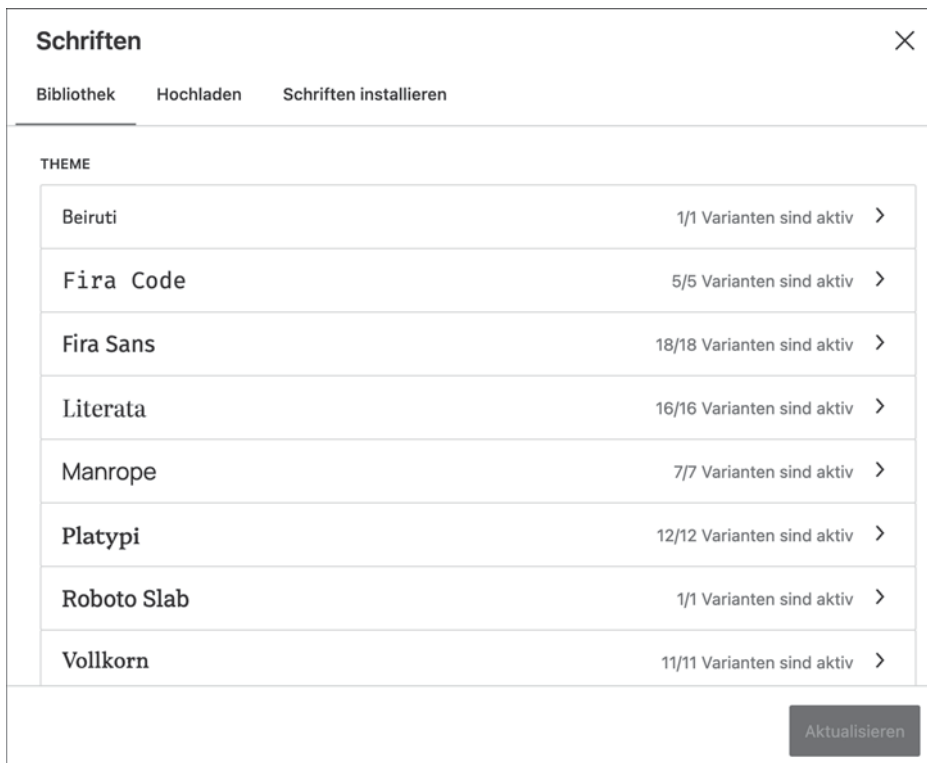 Schriften
Bibliothek Hochladen Schriften installieren
THEME
Beiruti 1/1 Varianten sind aktiv
Fira Code 5/5 Varianten sind aktiv
Fira Sans 18/18 Varianten sind aktiv
Literata 16/16 Varianten sind aktiv
Manrope 7/7 Varianten sind aktiv
Platypi 12/12 Varianten sind aktiv
Roboto Slab 1/1 Varianten sind aktiv
Vollkorn 11/11 Varianten sind aktiv
Aktualisieren